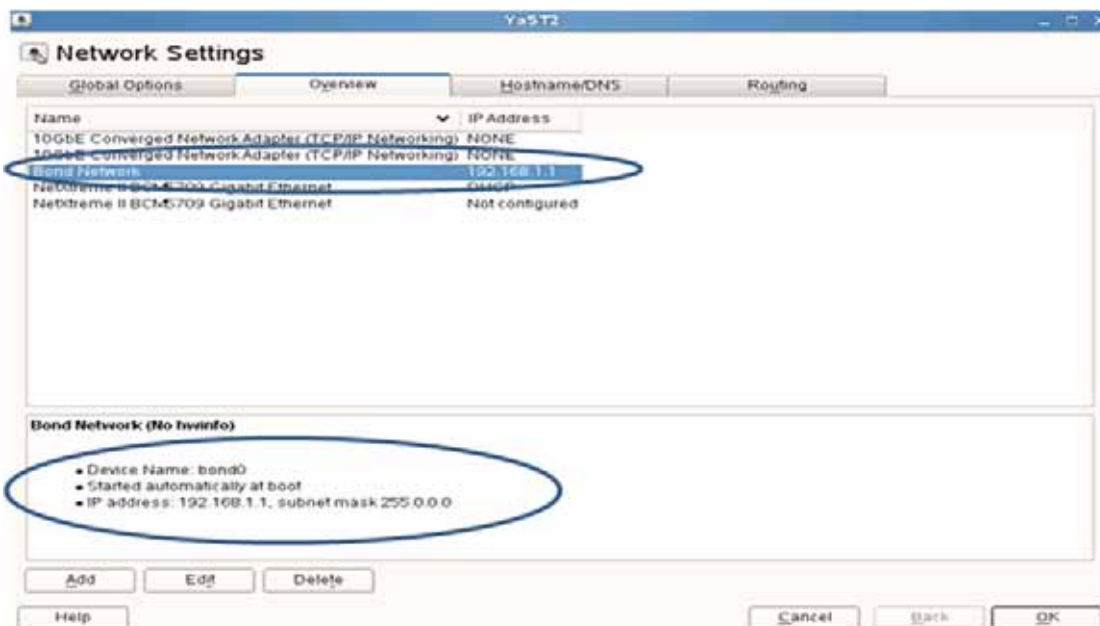 YaST2
Network Settings
Global Options Overview Hostname/DNS Routing
Name IP Address
10GbE Converged Network Adapter (TCP/IP Networking) NONE
10GbE Converged Network Adapter (TCP/IP Networking) NONE
Bond Network 192.168.1.1
NetXtreme II BCM5709 Gigabit Ethernet DHCP
NetXtreme II BCM5709 Gigabit Ethernet Not configured
Bond Network (No hwinfo)
• Device Name: bond0
• Started automatically at boot
• IP address: 192.168.1.1, subnet mask 255.0.0.0
Add Edit Delete
Help Cancel Back OK